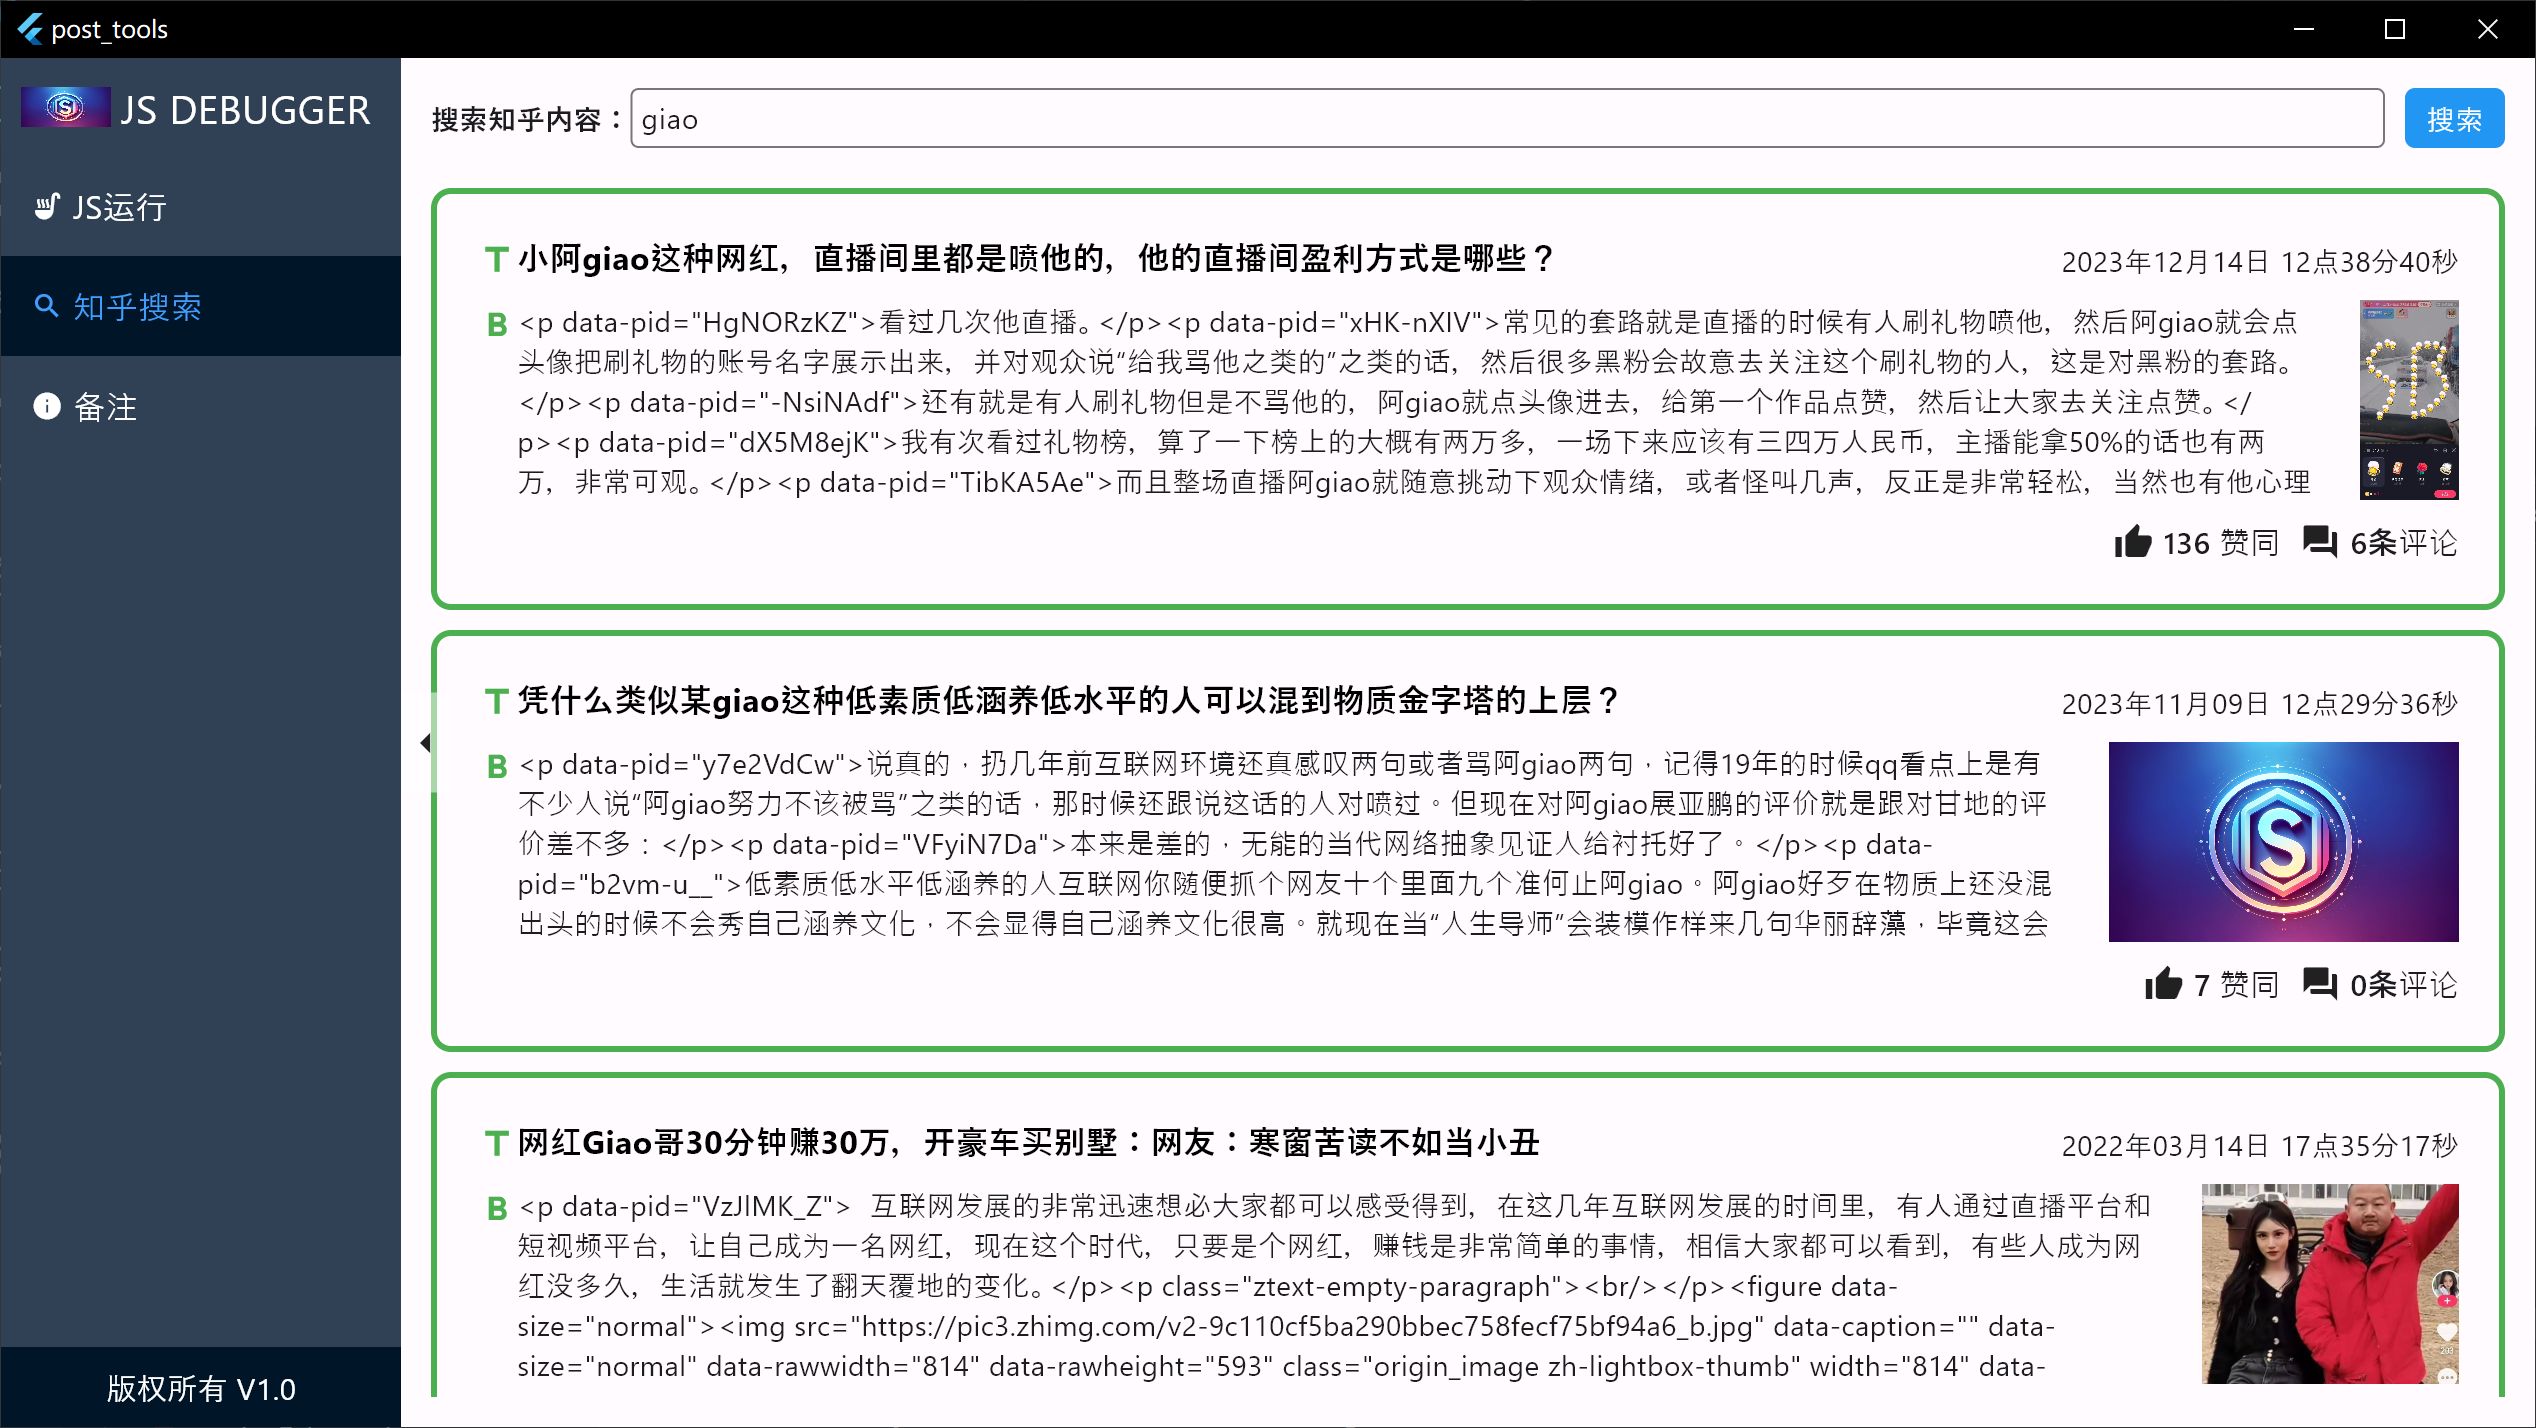 post_tools
JS DEBUGGER
JS运行
知乎搜索
备注
版权所有 V1.0
搜索知乎内容：giao
搜索
T 小阿giao这种网红，直播间里都是喷他的，他的直播间盈利方式是哪些？
2023年12月14日 12点38分40秒
B <p data-pid="HgNORzKZ">看过几次他直播。</p><p data-pid="xHK-nXIV">常见的套路就是直播的时候有人刷礼物喷他，然后阿giao就会点
头像把刷礼物的账号名字展示出来，并对观众说“给我骂他之类的”之类的话，然后很多黑粉会故意去关注这个刷礼物的人，这是对黑粉的套路。
</p><p data-pid="-NsiNAdf">还有就是有人刷礼物但是不骂他的，阿giao就点头像进去，给第一个作品点赞，然后让大家去关注点赞。</
p><p data-pid="dX5M8ejK">我有次看过礼物榜，算了一下榜上的大概有两万多，一场下来应该有三四万人民币，主播能拿50%的话也有两
万，非常可观。</p><p data-pid="TibKA5Ae">而且整场直播阿giao就随意挑动下观众情绪，或者怪叫几声，反正是非常轻松，当然也有他心理
136 赞同 6条评论
T 凭什么类似某giao这种低素质低涵养低水平的人可以混到物质金字塔的上层？
2023年11月09日 12点29分36秒
B <p data-pid="y7e2VdCw">说真的，扔几年前互联网环境还真感叹两句或者骂阿giao两句，记得19年的时候qq看点上是有
不少人说“阿giao努力不该被骂”之类的话，那时候还跟说这话的人对喷过。但现在对阿giao展亚鹏的评价就是跟对甘地的评
价差不多：</p><p data-pid="VFyiN7Da">本来是差的，无能的当代网络抽象见证人给衬托好了。</p><p data-
pid="b2vm-u__">低素质低水平低涵养的人互联网你随便抓个网友十个里面九个准何止阿giao。阿giao好歹在物质上还没混
出头的时候不会秀自己涵养文化，不会显得自己涵养文化很高。就现在当“人生导师”会装模作样来几句华丽辞藻，毕竟这会
S
7 赞同 0条评论
T 网红Giao哥30分钟赚30万，开豪车买别墅：网友：寒窗苦读不如当小丑
2022年03月14日 17点35分17秒
B <p data-pid="VzJlMK_Z"> 互联网发展的非常迅速想必大家都可以感受得到，在这几年互联网发展的时间里，有人通过直播平台和
短视频平台，让自己成为一名网红，现在这个时代，只要是个网红，赚钱是非常简单的事情，相信大家都可以看到，有些人成为网
红没多久，生活就发生了翻天覆地的变化。</p><p class="ztext-empty-paragraph"><br/></p><figure data-
size="normal"><img src="https://pic3.zhimg.com/v2-9c110cf5ba290bbec758fecf75bf94a6_b.jpg" data-caption="" data-
size="normal" data-rawwidth="814" data-rawheight="593" class="origin_image zh-lightbox-thumb" width="814" data-